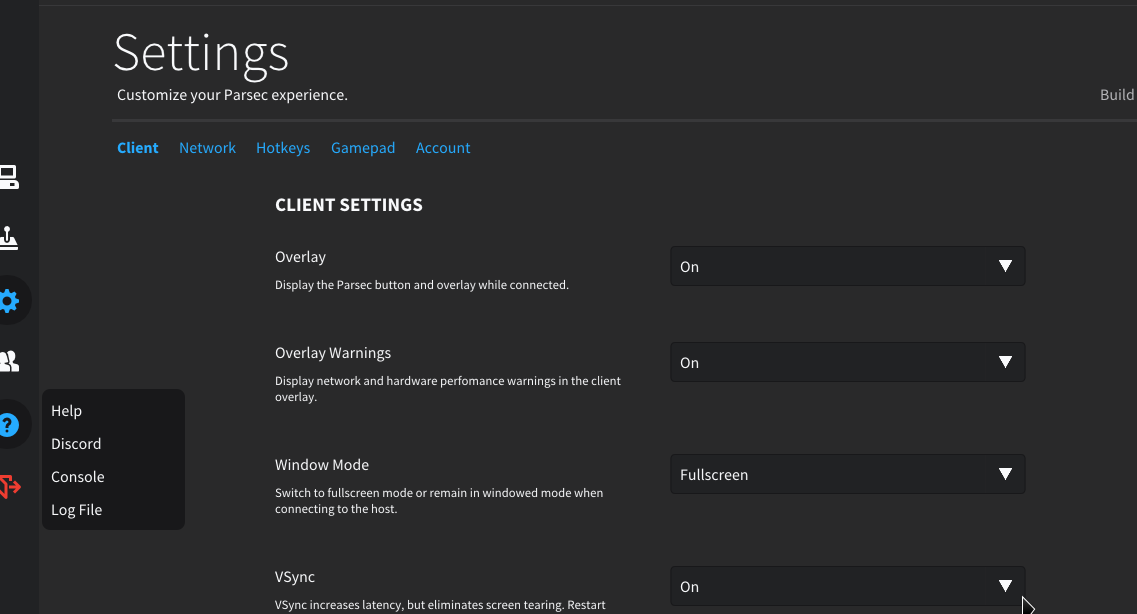 Settings
Customize your Parsec experience.
Build
Client Network Hotkeys Gamepad Account
CLIENT SETTINGS
Overlay
On
Display the Parsec button and overlay while connected.
Overlay Warnings
On
Display network and hardware perfomance warnings in the client
overlay.
Help
Discord
Console
Log File
Window Mode
Fullscreen
Switch to fullscreen mode or remain in windowed mode when
connecting to the host.
VSync
On
VSync increases latency, but eliminates screen tearing. Restart